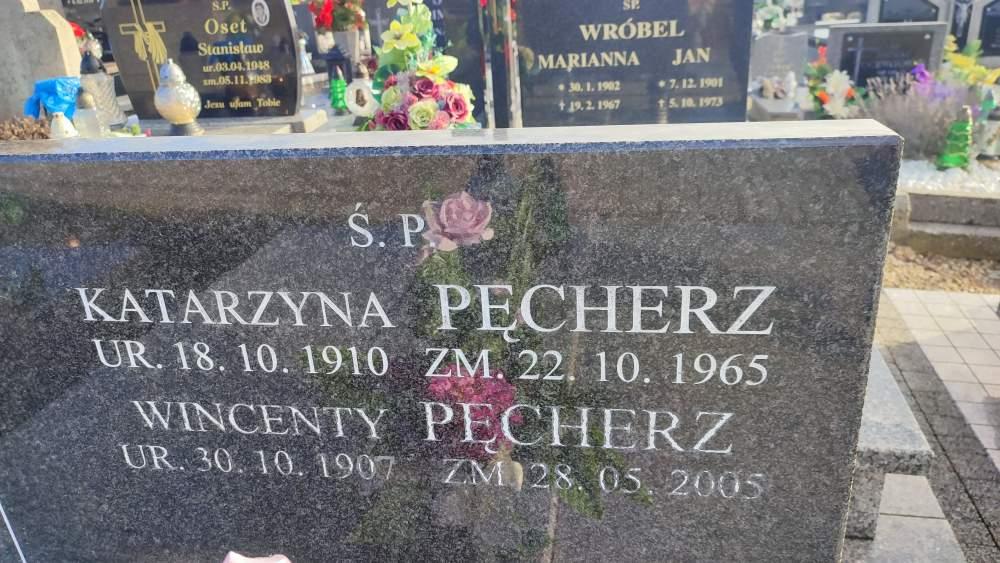 Ś.P.
Oset
Stanisław
ur.03.04.1948
zm.05.11.1983
Jezu ufam Tobie
ŚP.
WRÓBEL
MARIANNA JAN
* 30.1.1902 * 7.12.1901
† 19.2.1967 † 5.10.1973
Ś. P.
KATARZYNA PĘCHERZ
UR. 18. 10. 1910 ZM. 22. 10. 1965
WINCENTY PĘCHERZ
UR. 30. 10. 1907 ZM 28. 05. 2005